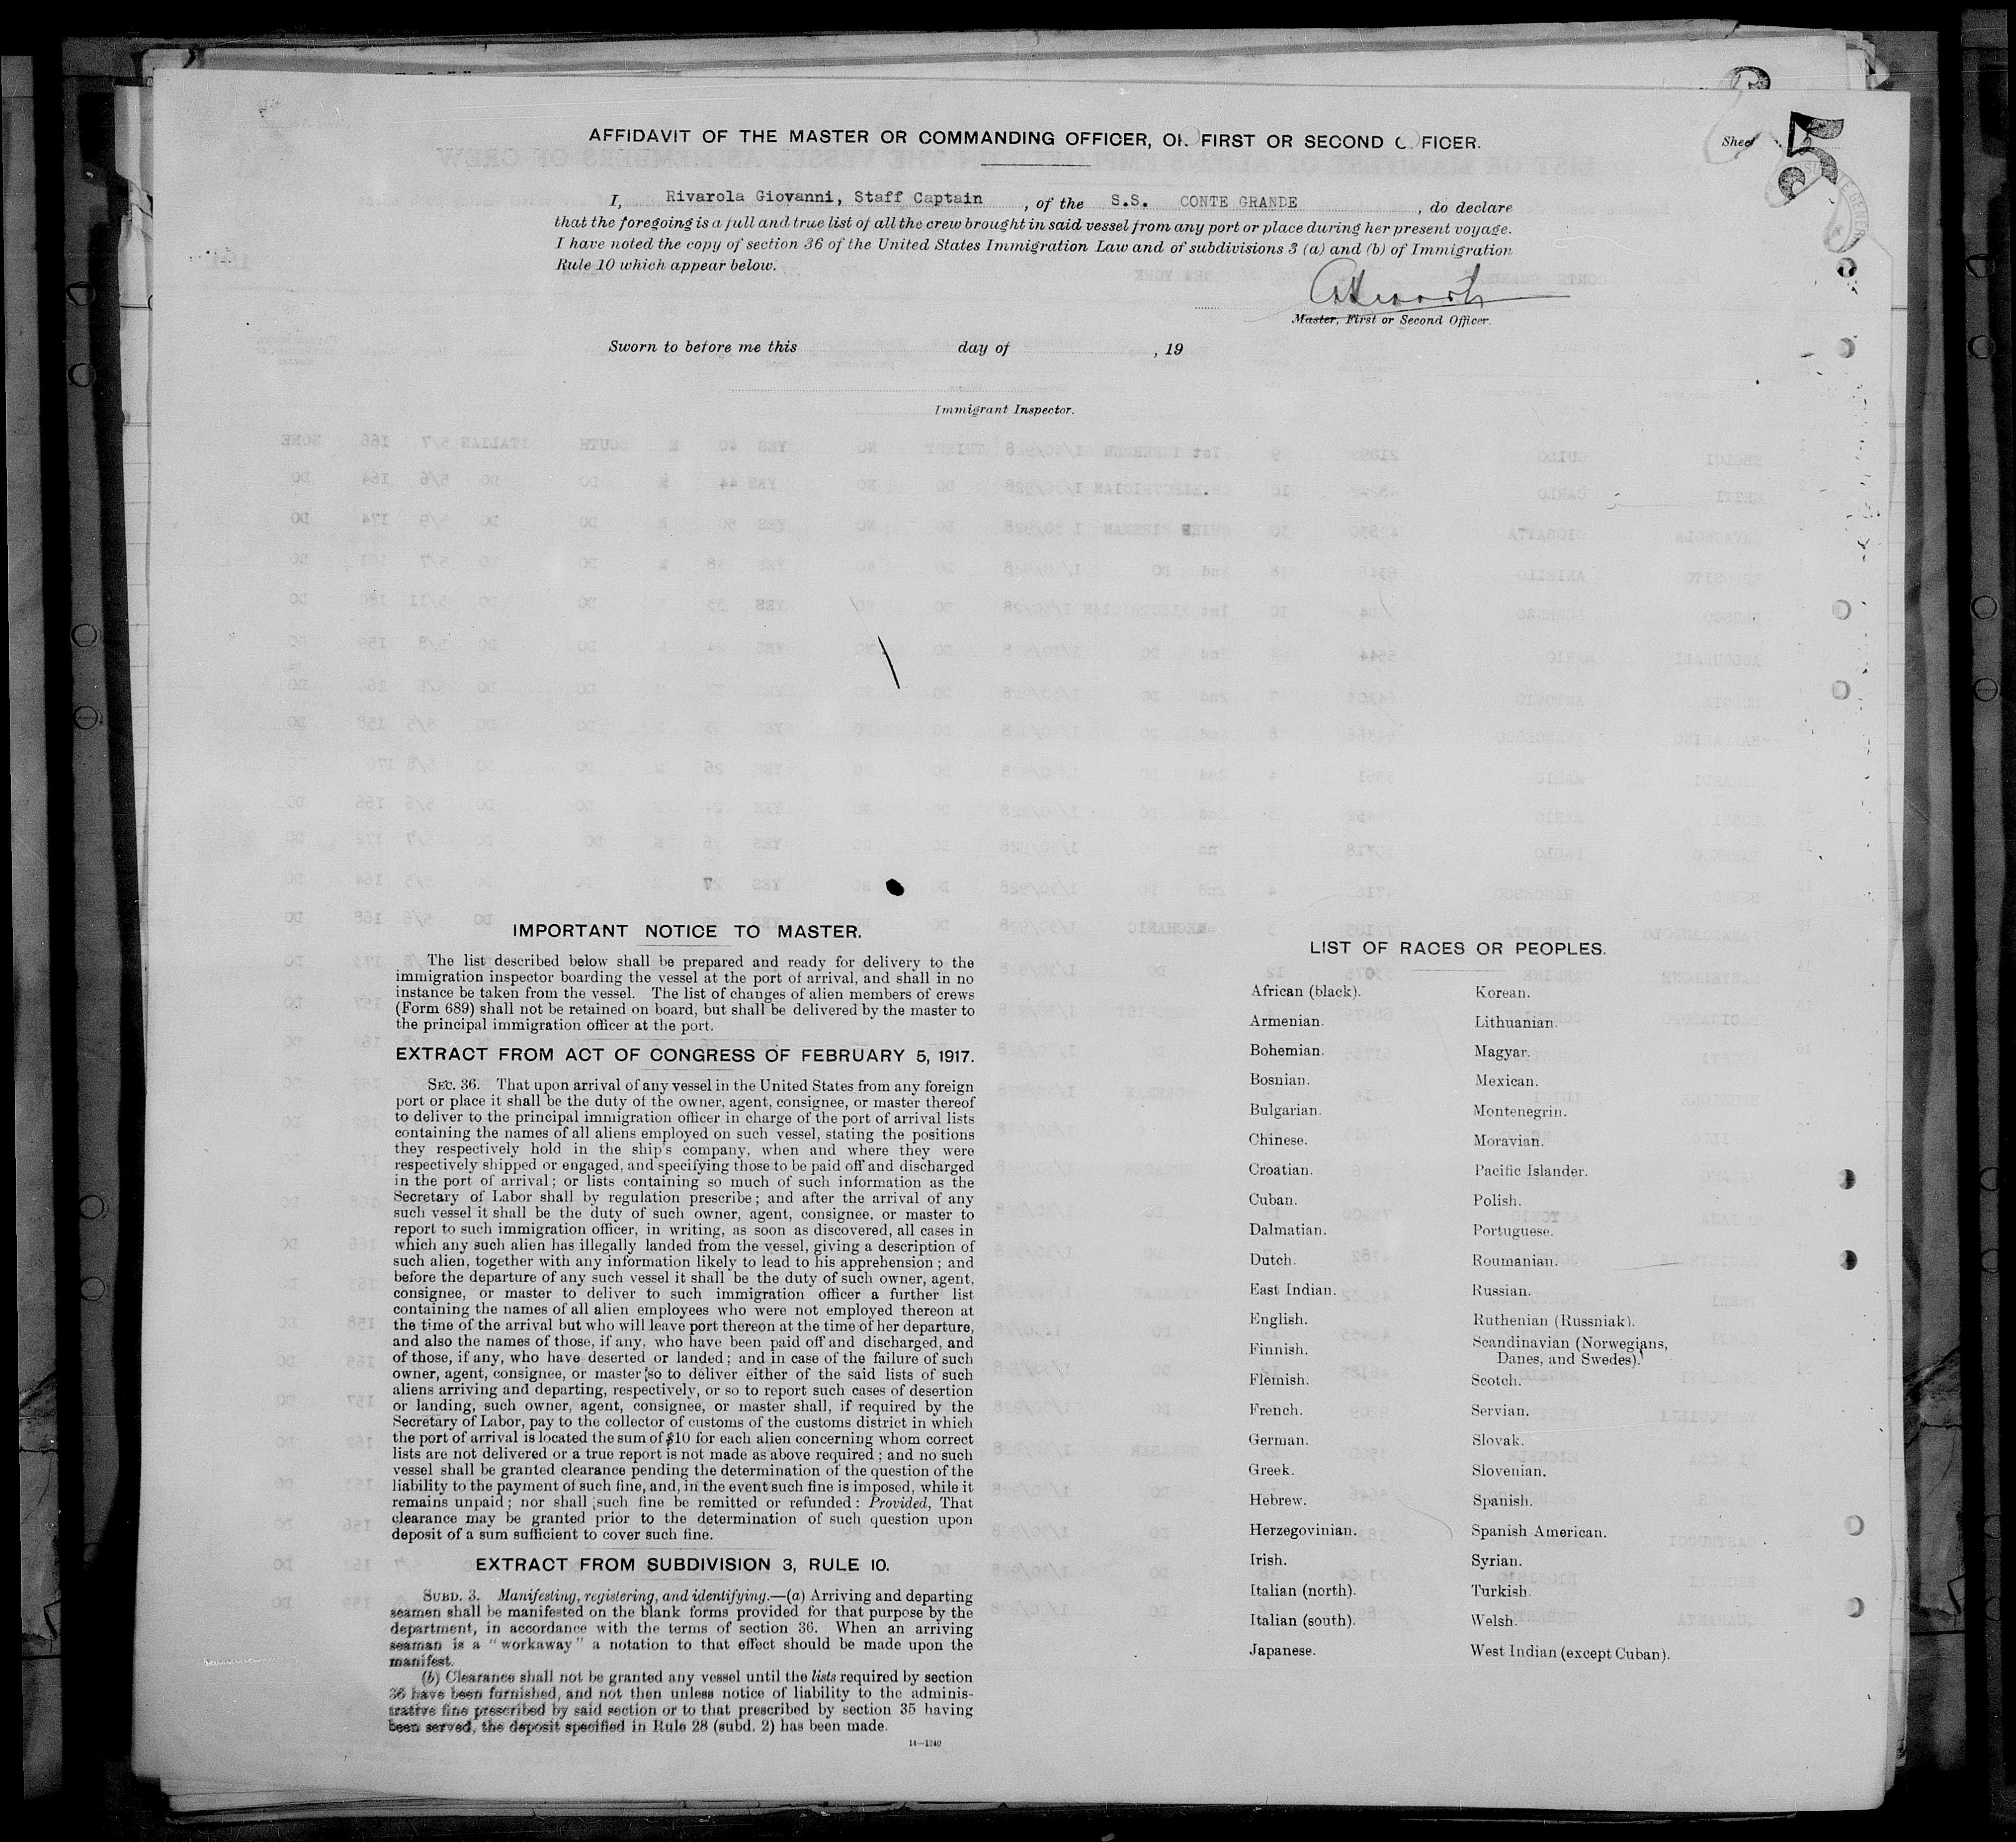 AFFIDAVIT OF THE MASTER OR COMMANDING OFFICER, OR FIRST OR SECOND OFFICER.
Sheet 5
I, Rivarola Giovanni, Staff Captain, of the S.S. CONTE GRANDE, do declare
that the foregoing is a full and true list of all the crew brought in said vessel from any port or place during her present voyage.
I have noted the copy of section 36 of the United States Immigration Law and of subdivisions 3 (a) and (b) of Immigration
Rule 10 which appear below.
Master, First or Second Officer.
Sworn to before me this day of , 19
Immigrant Inspector.
IMPORTANT NOTICE TO MASTER.
The list described below shall be prepared and ready for delivery to the
immigration inspector boarding the vessel at the port of arrival, and shall in no
instance be taken from the vessel. The list of changes of alien members of crews
(Form 689) shall not be retained on board, but shall be delivered by the master to
the principal immigration officer at the port.
EXTRACT FROM ACT OF CONGRESS OF FEBRUARY 5, 1917.
SEC. 36. That upon arrival of any vessel in the United States from any foreign
port or place it shall be the duty of the owner, agent, consignee, or master thereof
to deliver to the principal immigration officer in charge of the port of arrival lists
containing the names of all aliens employed on such vessel, stating the positions
they respectively hold in the ship's company, when and where they were
respectively shipped or engaged, and specifying those to be paid off and discharged
in the port of arrival; or lists containing so much of such information as the
Secretary of Labor shall by regulation prescribe; and after the arrival of any
such vessel it shall be the duty of such owner, agent, consignee, or master to
report to such immigration officer, in writing, as soon as discovered, all cases in
which any such alien has illegally landed from the vessel, giving a description of
such alien, together with any information likely to lead to his apprehension; and
before the departure of any such vessel it shall be the duty of such owner, agent,
consignee, or master to deliver to such immigration officer a further list
containing the names of all alien employees who were not employed thereon at
the time of the arrival but who will leave port thereon at the time of her departure,
and also the names of those, if any, who have been paid off and discharged, and
of those, if any, who have deserted or landed; and in case of the failure of such
owner, agent, consignee, or master so to deliver either of the said lists of such
aliens arriving and departing, respectively, or so to report such cases of desertion
or landing, such owner, agent, consignee, or master shall, if required by the
Secretary of Labor, pay to the collector of customs of the customs district in which
the port of arrival is located the sum of $10 for each alien concerning whom correct
lists are not delivered or a true report is not made as above required; and no such
vessel shall be granted clearance pending the determination of the question of the
liability to the payment of such fine, and, in the event such fine is imposed, while it
remains unpaid; nor shall such fine be remitted or refunded: Provided, That
clearance may be granted prior to the determination of such question upon
deposit of a sum sufficient to cover such fine.
EXTRACT FROM SUBDIVISION 3, RULE 10.
SUBD. 3. Manifesting, registering, and identifying.—(a) Arriving and departing
seamen shall be manifested on the blank forms provided for that purpose by the
department, in accordance with the terms of section 36. When an arriving
seaman is a "workaway" a notation to that effect should be made upon the
manifest.
(b) Clearance shall not be granted any vessel until the lists required by section
36 have been furnished, and not then unless notice of liability to the adminis-
trative fine prescribed by said section or to that prescribed by section 35 having
been served, the deposit specified in Rule 28 (subd. 2) has been made.
14—1240
LIST OF RACES OR PEOPLES.
African (black).
Armenian.
Bohemian.
Bosnian.
Bulgarian.
Chinese.
Croatian.
Cuban.
Dalmatian.
Dutch.
East Indian.
English.
Finnish.
Flemish.
French.
German.
Greek.
Hebrew.
Herzegovinian.
Irish.
Italian (north).
Italian (south).
Japanese.
Korean.
Lithuanian.
Magyar.
Mexican.
Montenegrin.
Moravian.
Pacific Islander.
Polish.
Portuguese.
Roumanian.
Russian.
Ruthenian (Russniak).
Scandinavian (Norwegians,
Danes, and Swedes).
Scotch.
Servian.
Slovak.
Slovenian.
Spanish.
Spanish American.
Syrian.
Turkish.
Welsh.
West Indian (except Cuban).